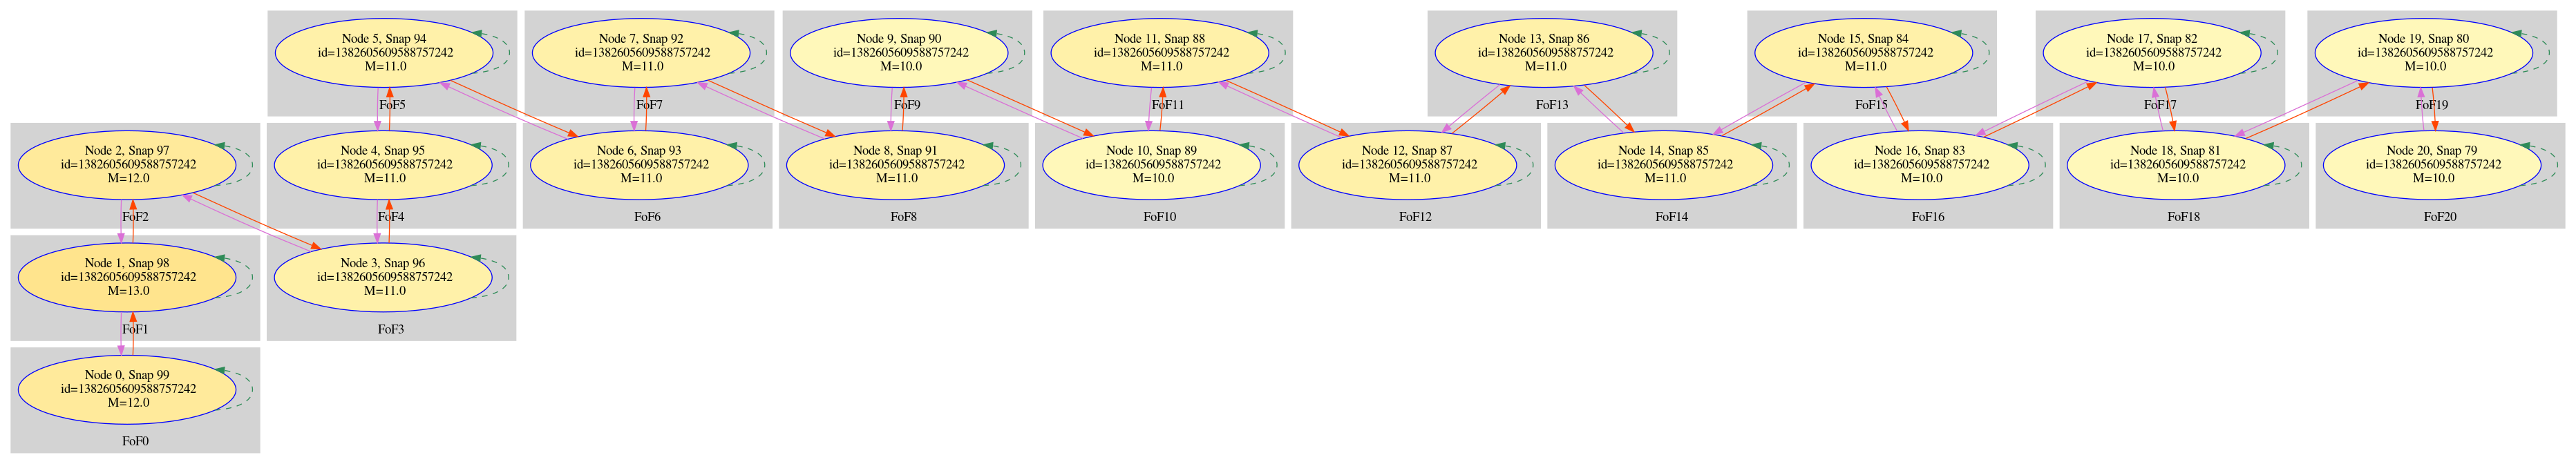 Node 5, Snap 94
id=1382605609588757242
M=11.0
FoF5
Node 7, Snap 92
id=1382605609588757242
M=11.0
FoF7
Node 9, Snap 90
id=1382605609588757242
M=10.0
FoF9
Node 11, Snap 88
id=1382605609588757242
M=11.0
FoF11
Node 13, Snap 86
id=1382605609588757242
M=11.0
FoF13
Node 15, Snap 84
id=1382605609588757242
M=11.0
FoF15
Node 17, Snap 82
id=1382605609588757242
M=10.0
FoF17
Node 19, Snap 80
id=1382605609588757242
M=10.0
FoF19
Node 2, Snap 97
id=1382605609588757242
M=12.0
FoF2
Node 4, Snap 95
id=1382605609588757242
M=11.0
FoF4
Node 6, Snap 93
id=1382605609588757242
M=11.0
FoF6
Node 8, Snap 91
id=1382605609588757242
M=11.0
FoF8
Node 10, Snap 89
id=1382605609588757242
M=10.0
FoF10
Node 12, Snap 87
id=1382605609588757242
M=11.0
FoF12
Node 14, Snap 85
id=1382605609588757242
M=11.0
FoF14
Node 16, Snap 83
id=1382605609588757242
M=10.0
FoF16
Node 18, Snap 81
id=1382605609588757242
M=10.0
FoF18
Node 20, Snap 79
id=1382605609588757242
M=10.0
FoF20
Node 1, Snap 98
id=1382605609588757242
M=13.0
FoF1
Node 3, Snap 96
id=1382605609588757242
M=11.0
FoF3
Node 0, Snap 99
id=1382605609588757242
M=12.0
FoF0